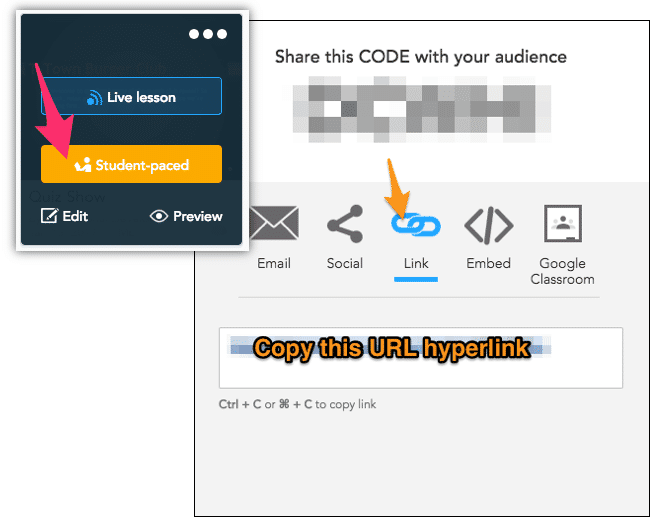 Live lesson
Student-paced
Edit
Preview
Share this CODE with your audience
Email
Social
Link
Embed
Google
Classroom
Copy this URL hyperlink
Ctrl + C or ⌘ + C to copy link